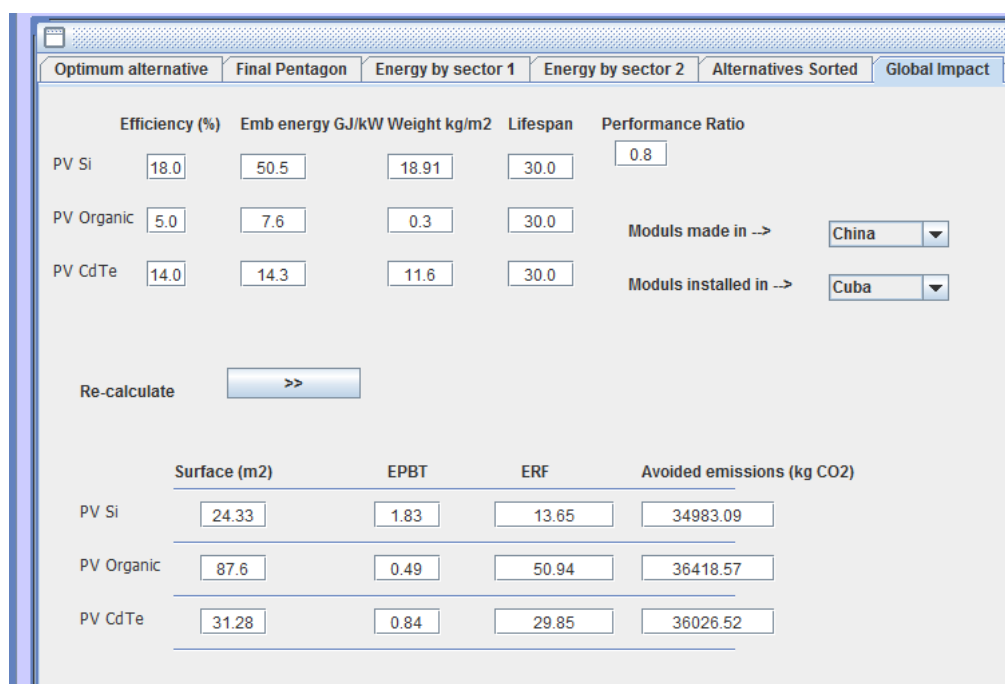 Optimum alternative Final Pentagon Energy by sector 1 Energy by sector 2 Alternatives Sorted Global Impact
Efficiency (%) Emb energy GJ/kW Weight kg/m2 Lifespan Performance Ratio
PV Si 18.0 50.5 18.91 30.0 0.8
PV Organic 5.0 7.6 0.3 30.0
Moduls made in --> China
PV CdTe 14.0 14.3 11.6 30.0
Moduls installed in --> Cuba
Re-calculate >>
Surface (m2) EPBT ERF Avoided emissions (kg CO2)
PV Si 24.33 1.83 13.65 34983.09
PV Organic 87.6 0.49 50.94 36418.57
PV CdTe 31.28 0.84 29.85 36026.52